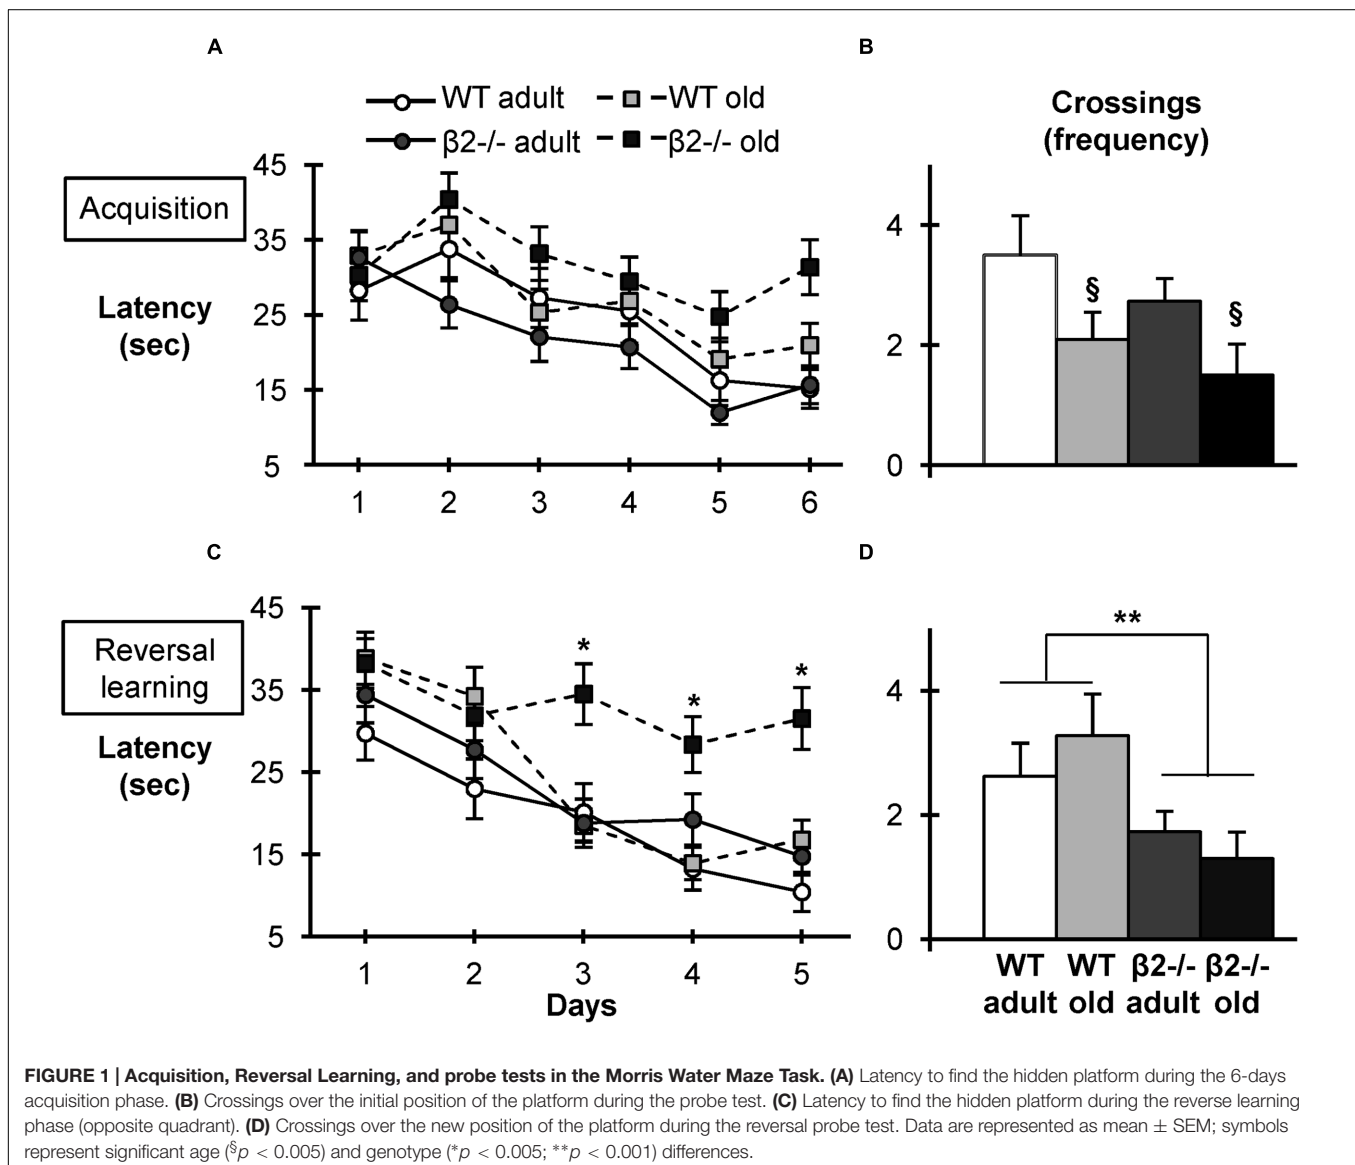 A
B
WT adult
WT old
β2-/- adult
β2-/- old
Crossings
(frequency)
Acquisition
Latency
(sec)
45
35
25
15
5
1 2 3 4 5 6
4
2
0
§
§
C
D
Reversal
learning
Latency
(sec)
45
35
25
15
5
* * *
1 2 3 4 5
Days
**
4
2
0
WT WT β2-/- β2-/-
adult old adult old
FIGURE 1 | Acquisition, Reversal Learning, and probe tests in the Morris Water Maze Task. (A) Latency to find the hidden platform during the 6-days
acquisition phase. (B) Crossings over the initial position of the platform during the probe test. (C) Latency to find the hidden platform during the reverse learning
phase (opposite quadrant). (D) Crossings over the new position of the platform during the reversal probe test. Data are represented as mean ± SEM; symbols
represent significant age (§p < 0.005) and genotype (*p < 0.005; **p < 0.001) differences.